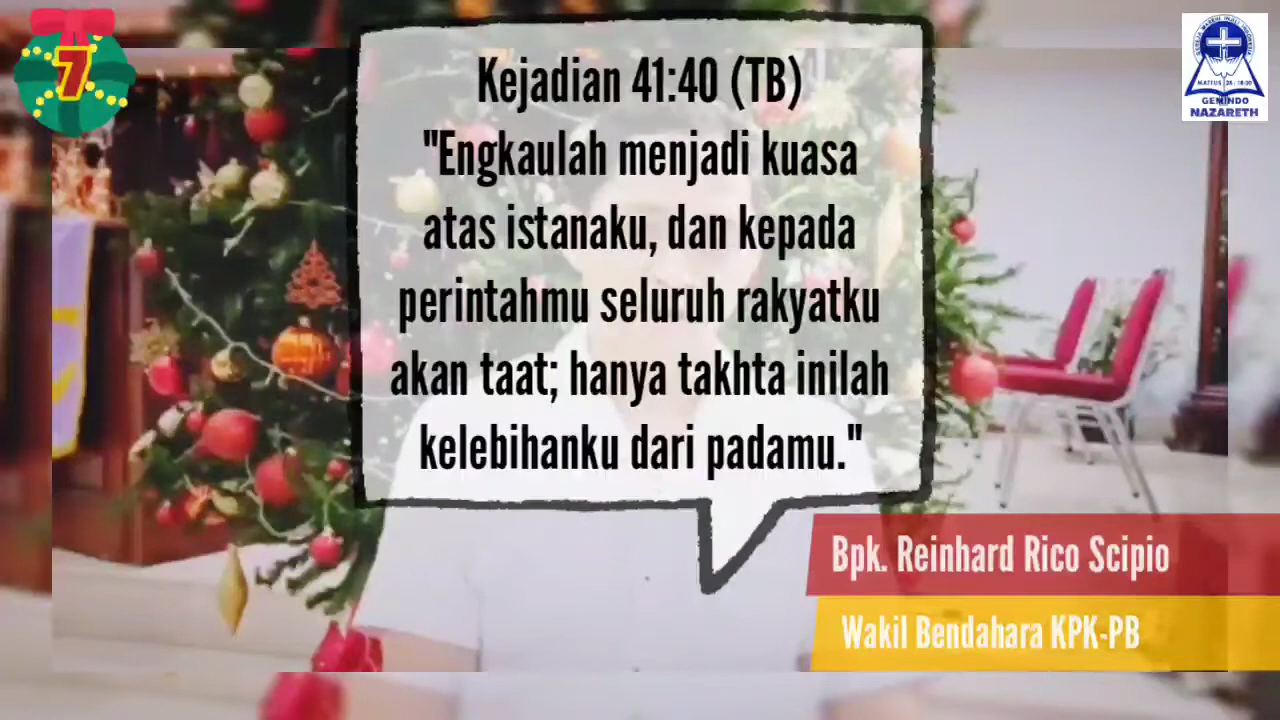 7
Kejadian 41:40 (TB)
"Engkaulah menjadi kuasa
atas istanaku, dan kepada
perintahmu seluruh rakyatku
akan taat; hanya takhta inilah
kelebihanku dari padamu."
GEMINDO
NAZARETH
Bpk. Reinhard Rico Scipio
Wakil Bendahara KPK-PB